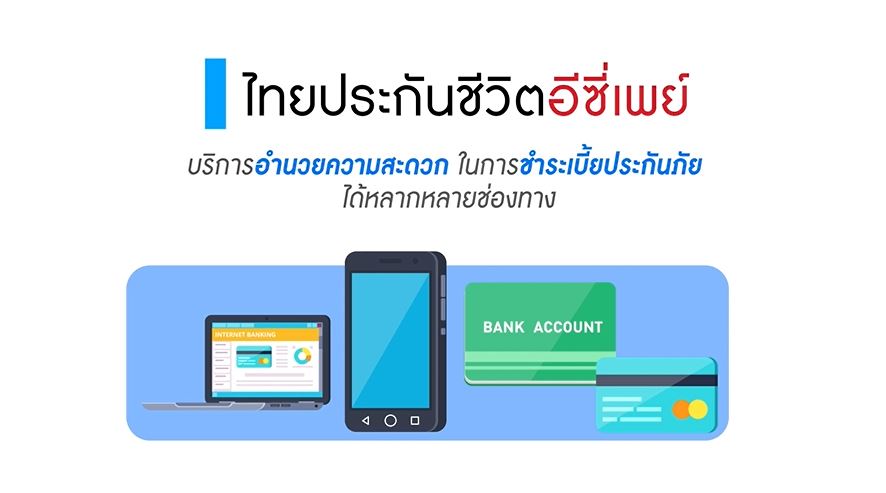 ไทยประกันชีวิตอีซี่เพย์
บริการอำนวยความสะดวก ในการชำระเบี้ยประกันภัย
ได้หลากหลายช่องทาง
INTERNET BANKING
BANK ACCOUNT